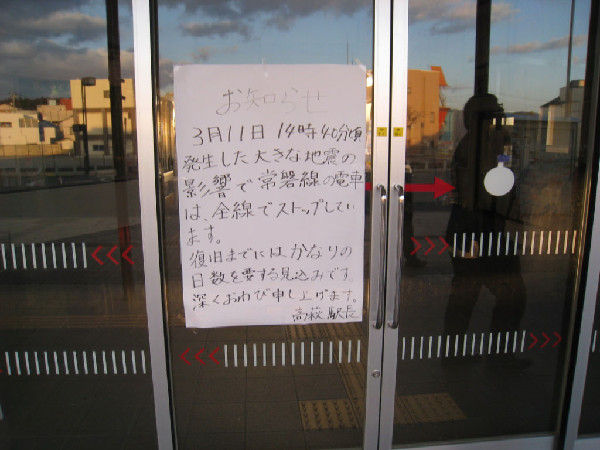 お知らせ
3月11日 14時40分頃
発生した大きな地震の
影響で常磐線の電車
は、全線でストップしてい
ます。
復旧までにはかなりの
日数を要する見込みです。
深くおわび申し上げます。
高萩駅長